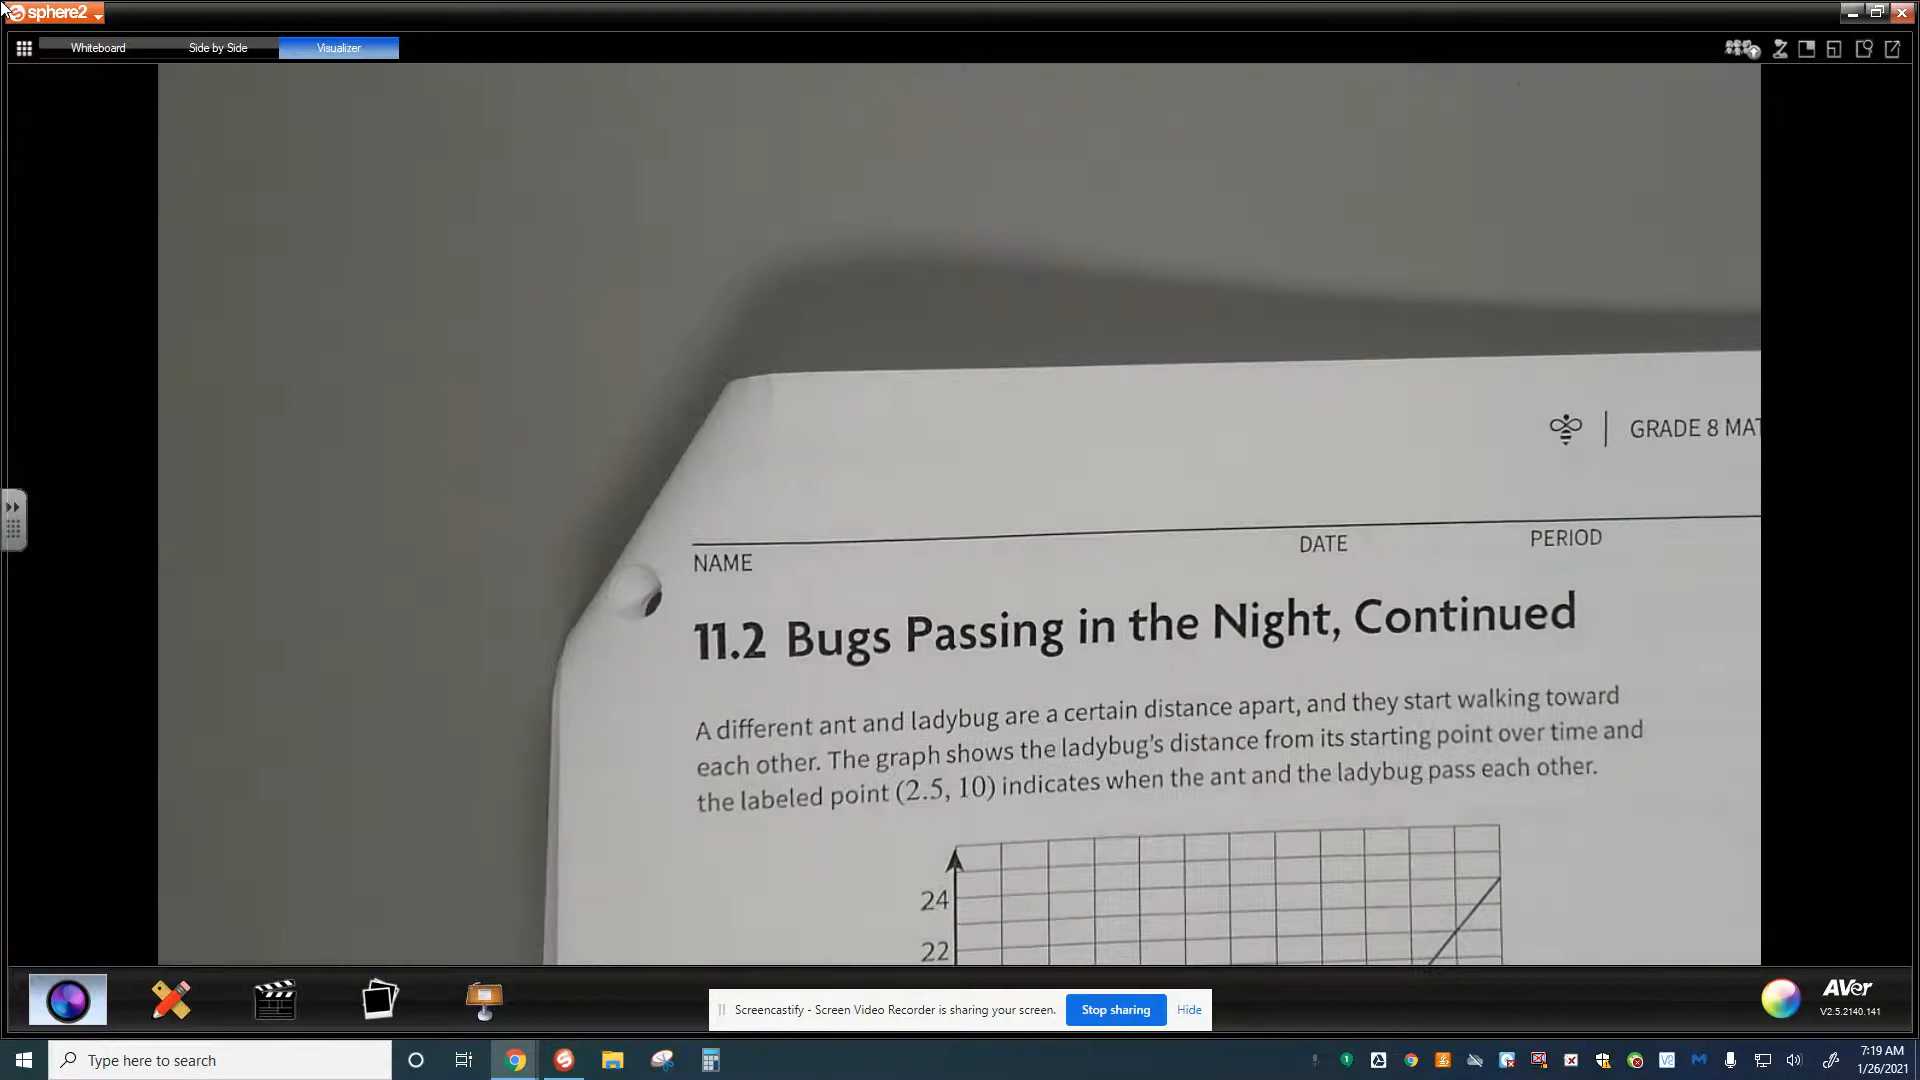 sphere2
Whiteboard
Side by Side
Visualizer
GRADE 8 MAT
NAME
DATE
PERIOD
11.2 Bugs Passing in the Night, Continued
A different ant and ladybug are a certain distance apart, and they start walking toward
each other. The graph shows the ladybug's distance from its starting point over time and
the labeled point (2.5, 10) indicates when the ant and the ladybug pass each other.
24
22
Screencastify - Screen Video Recorder is sharing your screen.
Stop sharing
Hide
AVer
V2.5.2140.141
Type here to search
7:19 AM
1/26/2021